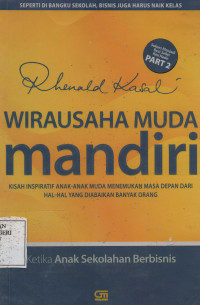 SEPERTI DI BANGKU SEKOLAH, BISNIS JUGA HARUS NAIK KELAS
PART 2
Rhenald Kasali
WIRAUSAHA MUDA
mandiri
KISAH INSPIRATIF ANAK-ANAK MUDA MENEMUKAN MASA DEPAN DARI
HAL-HAL YANG DIABAIKAN BANYAK ORANG
Ketika Anak Sekolahan Berbisnis